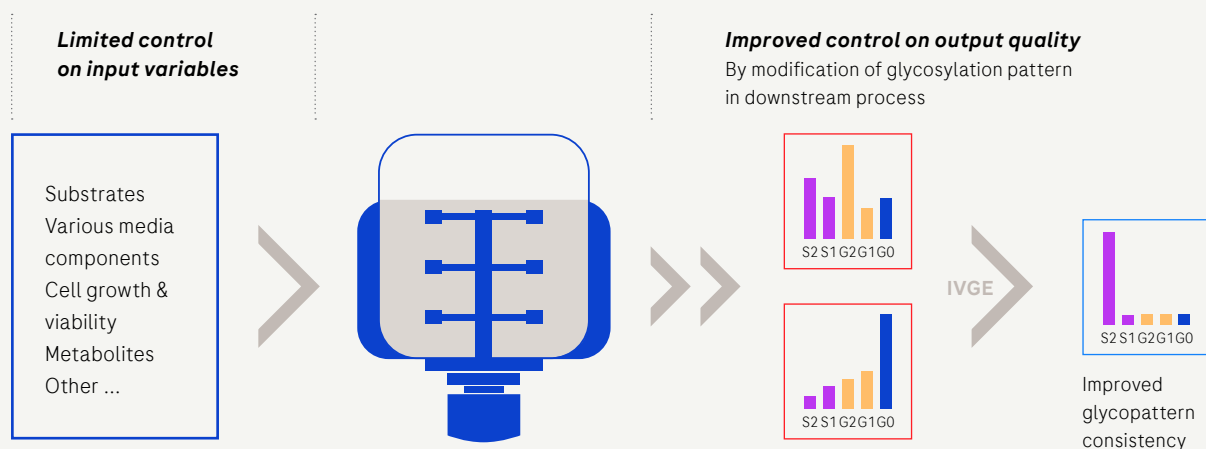 Limited control
on input variables
Improved control on output quality
By modification of glycosylation pattern
in downstream process
Substrates
Various media
components
Cell growth &
viability
Metabolites
Other ...
S2 S1 G2 G1 G0
S2 S1 G2 G1 G0
IVGE
S2 S1 G2 G1 G0
Improved
glycopattern
consistency